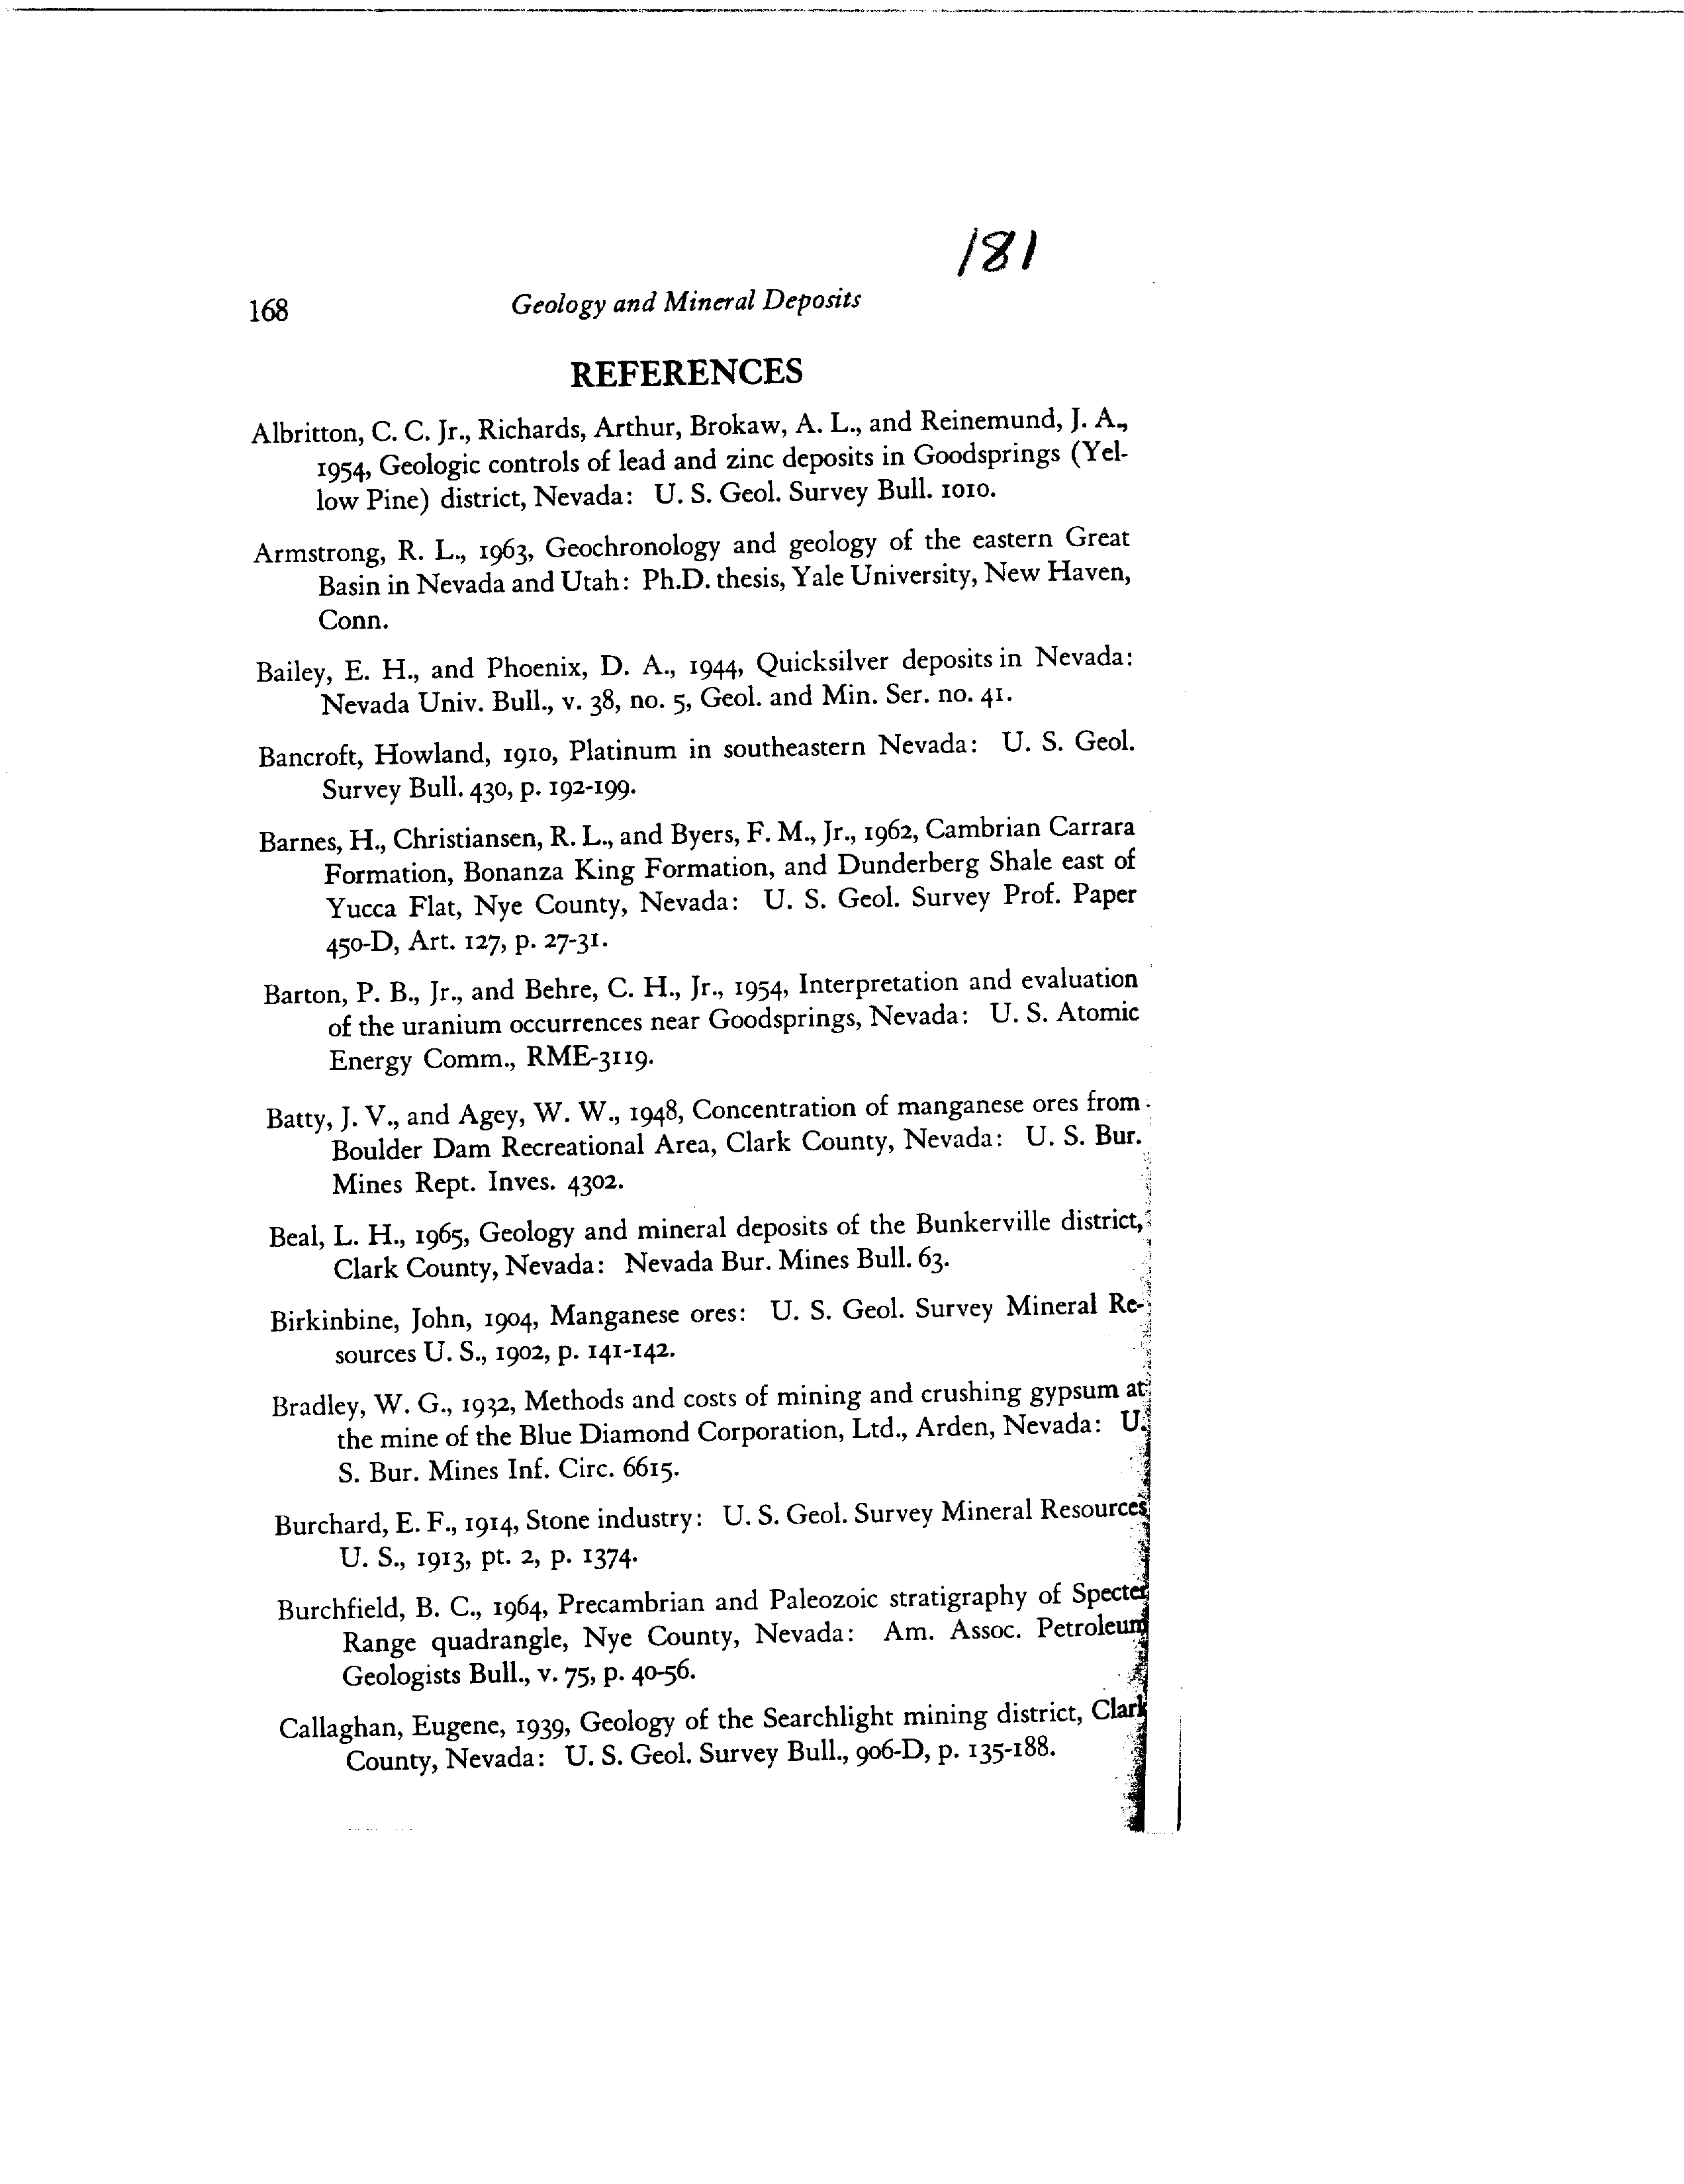 181
168 Geology and Mineral Deposits
REFERENCES
Albritton, C. C. Jr., Richards, Arthur, Brokaw, A. L., and Reinemund, J. A.,
1954, Geologic controls of lead and zinc deposits in Goodsprings (Yel-
low Pine) district, Nevada: U. S. Geol. Survey Bull. 1010.
Armstrong, R. L., 1963, Geochronology and geology of the eastern Great
Basin in Nevada and Utah: Ph.D. thesis, Yale University, New Haven,
Conn.
Bailey, E. H., and Phoenix, D. A., 1944, Quicksilver deposits in Nevada:
Nevada Univ. Bull., v. 38, no. 5, Geol. and Min. Ser. no. 41.
Bancroft, Howland, 1910, Platinum in southeastern Nevada: U. S. Geol.
Survey Bull. 430, p. 192-199.
Barnes, H., Christiansen, R. L., and Byers, F. M., Jr., 1962, Cambrian Carrara
Formation, Bonanza King Formation, and Dunderberg Shale east of
Yucca Flat, Nye County, Nevada: U. S. Geol. Survey Prof. Paper
450-D, Art. 127, p. 27-31.
Barton, P. B., Jr., and Behre, C. H., Jr., 1954, Interpretation and evaluation
of the uranium occurrences near Goodsprings, Nevada: U. S. Atomic
Energy Comm., RME-3119.
Batty, J. V., and Agey, W. W., 1948, Concentration of manganese ores from
Boulder Dam Recreational Area, Clark County, Nevada: U. S. Bur.
Mines Rept. Inves. 4302.
Beal, L. H., 1965, Geology and mineral deposits of the Bunkerville district,
Clark County, Nevada: Nevada Bur. Mines Bull. 63.
Birkinbine, John, 1904, Manganese ores: U. S. Geol. Survey Mineral Re-
sources U. S., 1902, p. 141-142.
Bradley, W. G., 1932, Methods and costs of mining and crushing gypsum at
the mine of the Blue Diamond Corporation, Ltd., Arden, Nevada: U.
S. Bur. Mines Inf. Circ. 6615.
Burchard, E. F., 1914, Stone industry: U. S. Geol. Survey Mineral Resources
U. S., 1913, pt. 2, p. 1374.
Burchfield, B. C., 1964, Precambrian and Paleozoic stratigraphy of Specter
Range quadrangle, Nye County, Nevada: Am. Assoc. Petroleum
Geologists Bull., v. 75, p. 40-56.
Callaghan, Eugene, 1939, Geology of the Searchlight mining district, Clark
County, Nevada: U. S. Geol. Survey Bull., 906-D, p. 135-188.